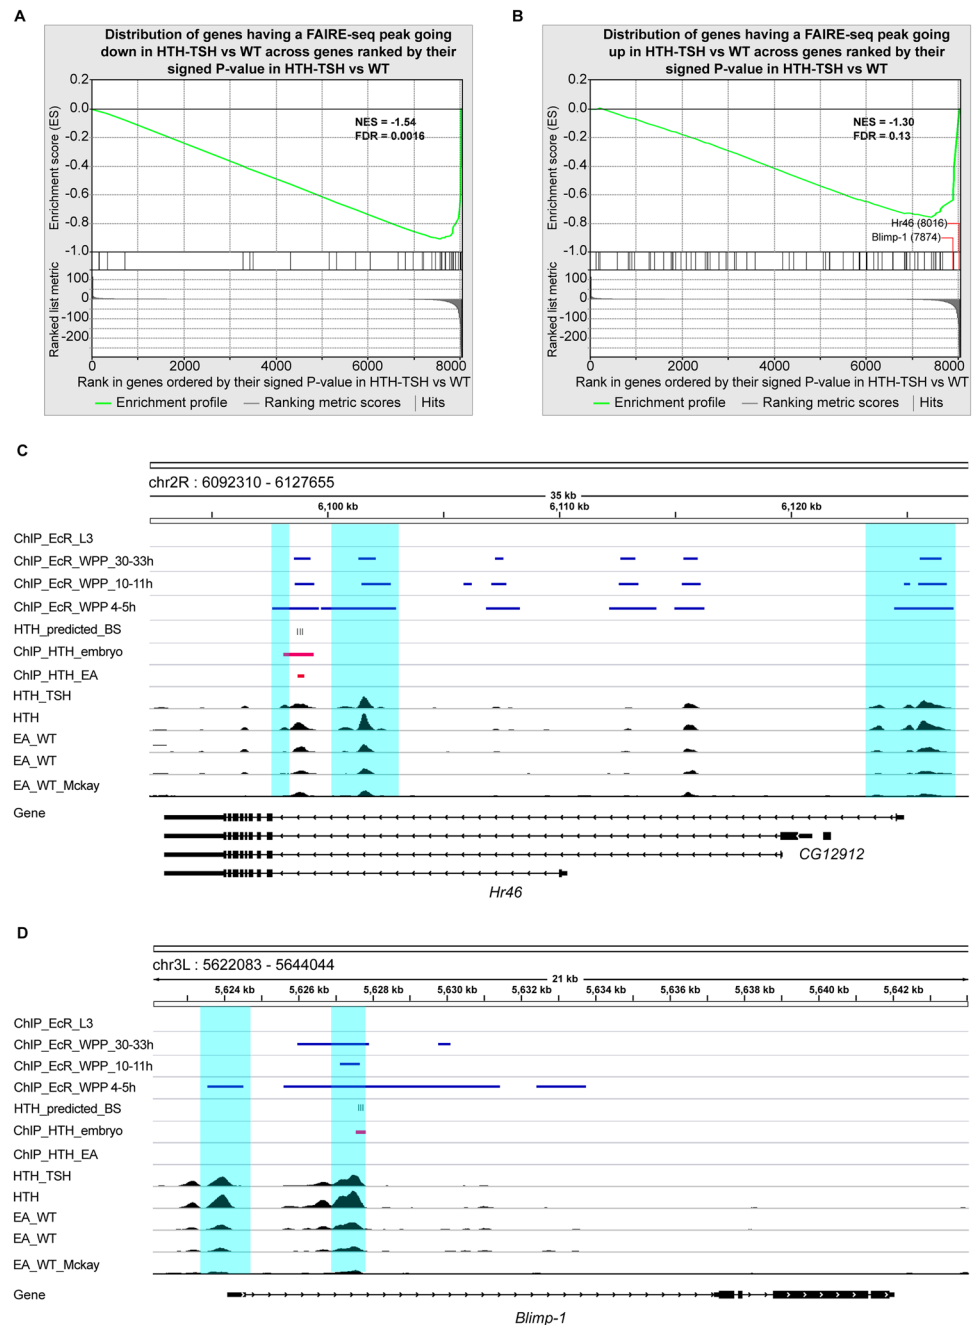 A
Distribution of genes having a FAIRE-seq peak going
down in HTH-TSH vs WT across genes ranked by their
signed P-value in HTH-TSH vs WT
Enrichment score (ES)
0.2
0.0
-0.2
-0.4
-0.6
-0.8
-1.0
NES = -1.54
FDR = 0.0016
Ranked list metric
100
0
-100
-200
0
2000
4000
6000
8000
Rank in genes ordered by their signed P-value in HTH-TSH vs WT
Enrichment profile
Ranking metric scores
Hits
B
Distribution of genes having a FAIRE-seq peak going
up in HTH-TSH vs WT across genes ranked by their
signed P-value in HTH-TSH vs WT
Enrichment score (ES)
0.2
0.0
-0.2
-0.4
-0.6
-0.8
-1.0
NES = -1.30
FDR = 0.13
Hr46 (8016)
Blimp-1 (7874)
Ranked list metric
100
0
-100
-200
0
2000
4000
6000
8000
Rank in genes ordered by their signed P-value in HTH-TSH vs WT
Enrichment profile
Ranking metric scores
Hits
C
chr2R : 6092310 - 6127655
35 kb
6,100 kb
6,110 kb
6,120 kb
ChIP_EcR_L3
ChIP_EcR_WPP_30-33h
ChIP_EcR_WPP_10-11h
ChIP_EcR_WPP 4-5h
HTH_predicted_BS
ChIP_HTH_embryo
ChIP_HTH_EA
HTH_TSH
HTH
EA_WT
EA_WT
EA_WT_Mckay
Gene
CG12912
Hr46
D
chr3L : 5622083 - 5644044
21 kb
5,624 kb
5,626 kb
5,628 kb
5,630 kb
5,632 kb
5,634 kb
5,636 kb
5,638 kb
5,640 kb
5,642 kb
ChIP_EcR_L3
ChIP_EcR_WPP_30-33h
ChIP_EcR_WPP_10-11h
ChIP_EcR_WPP 4-5h
HTH_predicted_BS
ChIP_HTH_embryo
ChIP_HTH_EA
HTH_TSH
HTH
EA_WT
EA_WT
EA_WT_Mckay
Gene
Blimp-1